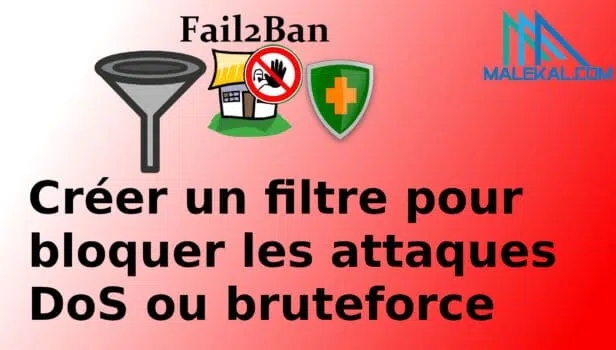 Fail2Ban
MALEKAL.COM
Créer un filtre pour
bloquer les attaques
DoS ou bruteforce